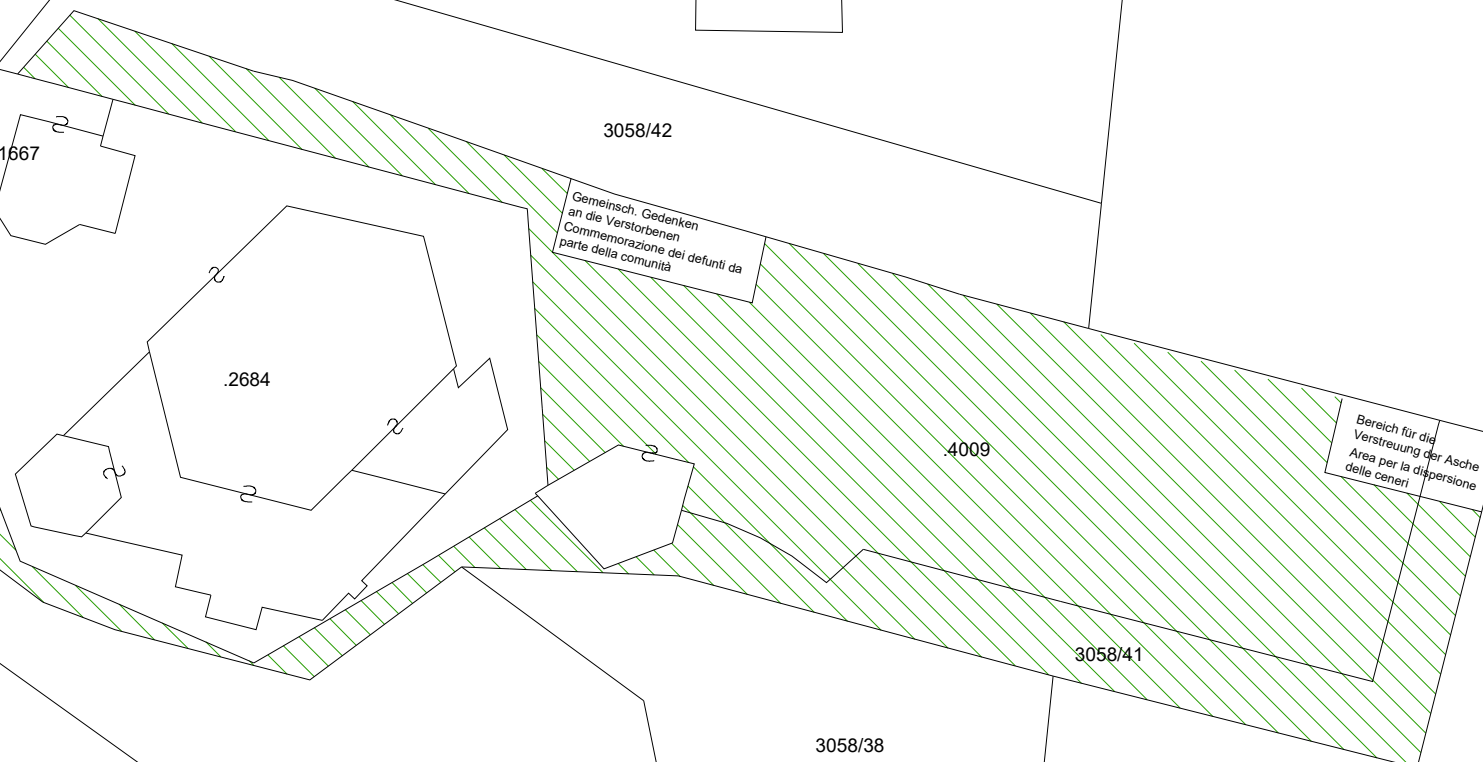 3058/42
1667
Gemeinsch. Gedenken
an die Verstorbenen
Commemorazione dei defunti da
parte della comunità
.2684
.4009
Bereich für die
Verstreuung der Asche
Area per la dispersione
delle ceneri
3058/41
3058/38